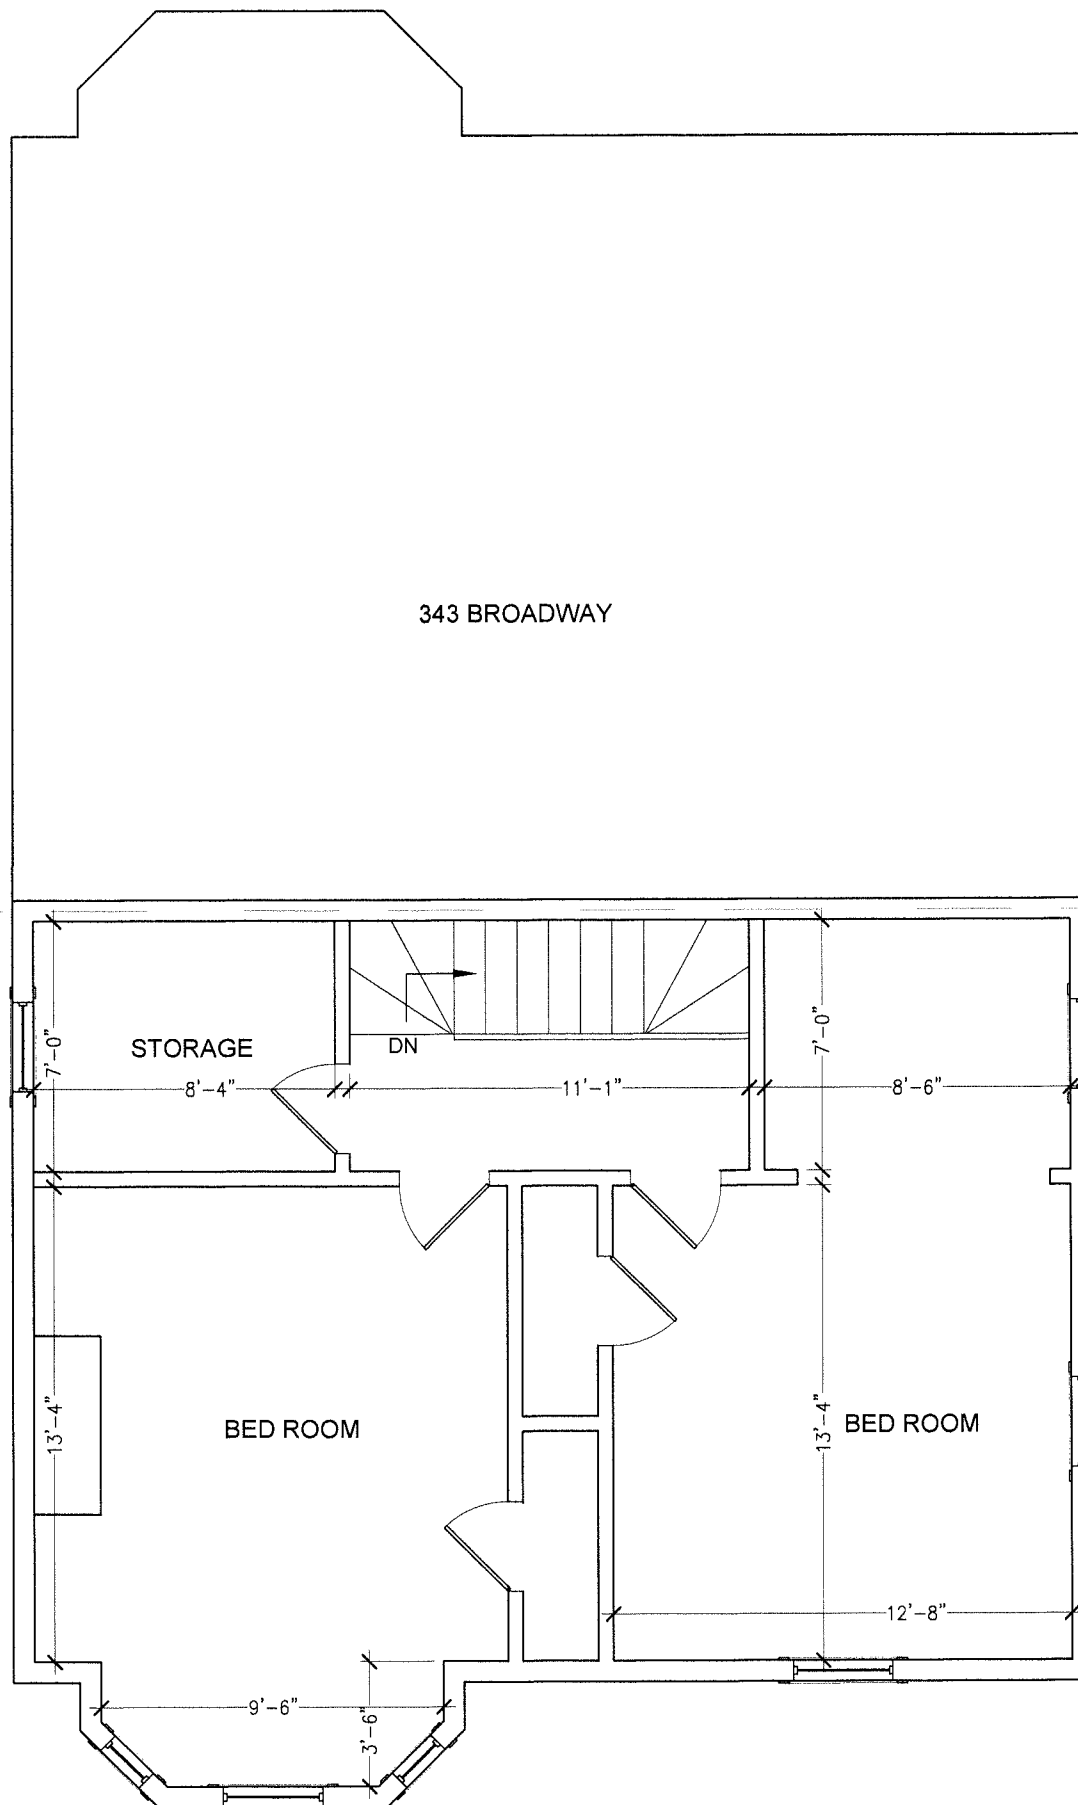 343 BROADWAY
STORAGE
7'-0"
8'-4"
DN
11'-1"
7'-0"
8'-6"
BED ROOM
13'-4"
BED ROOM
13'-4"
12'-8"
9'-6"
3'-6"